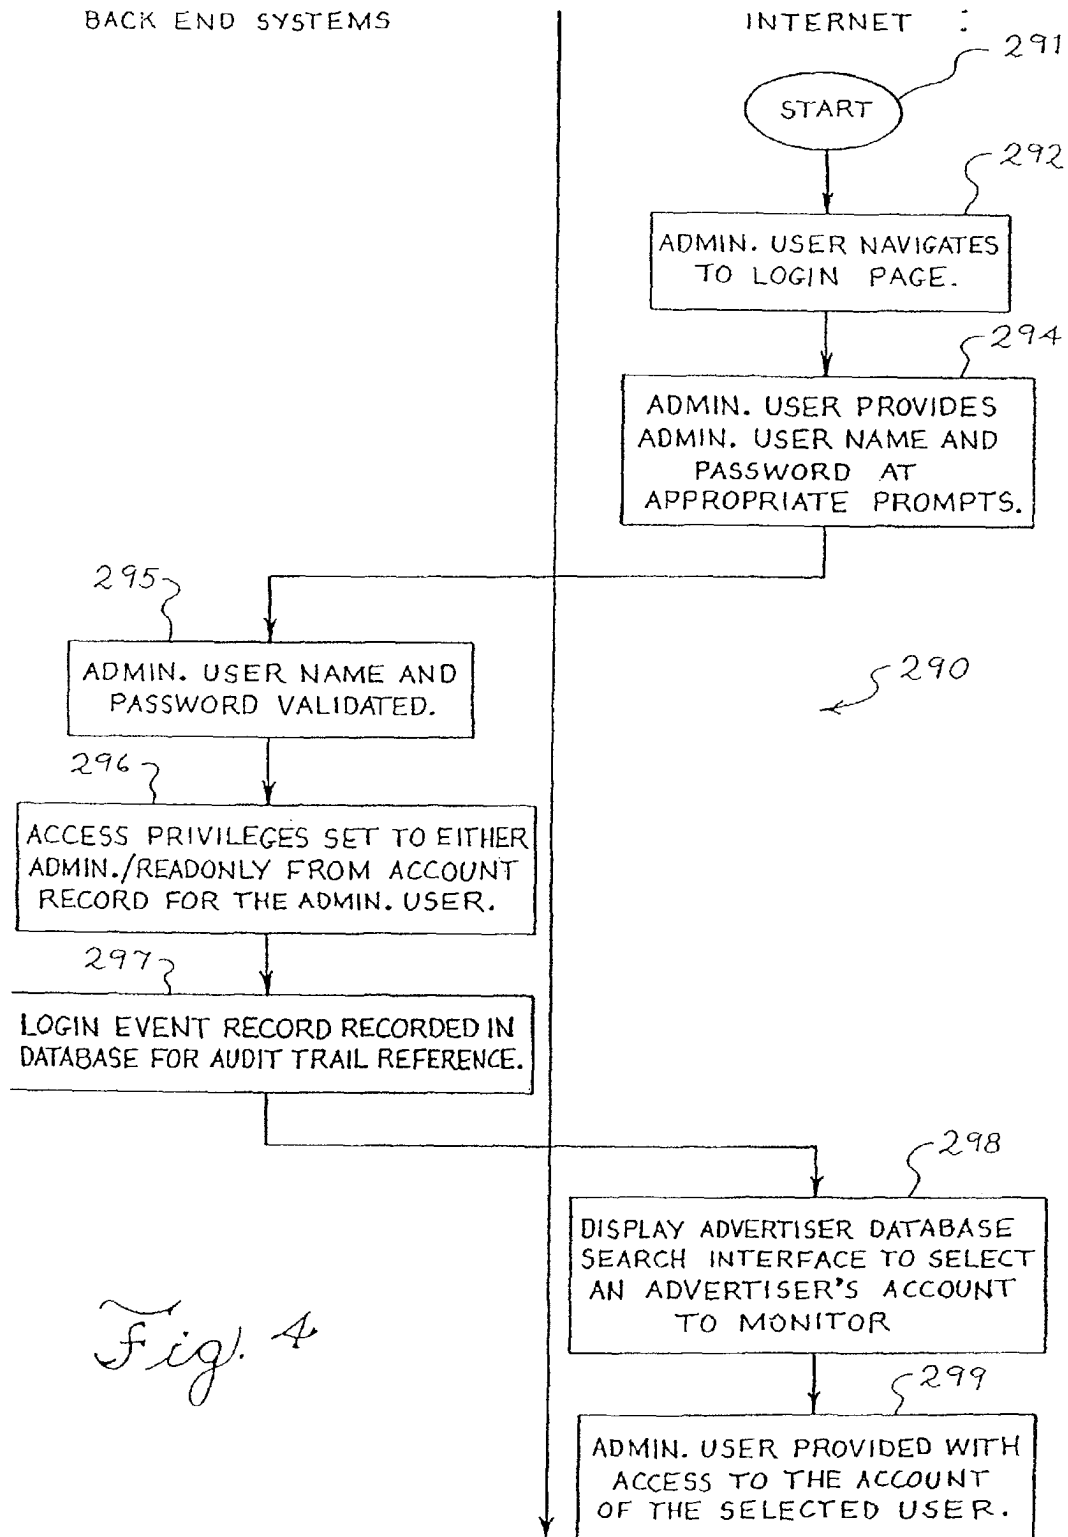 BACK END SYSTEMS
INTERNET :
291
START
292
ADMIN. USER NAVIGATES
TO LOGIN PAGE.
294
ADMIN. USER PROVIDES
ADMIN. USER NAME AND
PASSWORD AT
APPROPRIATE PROMPTS.
295
ADMIN. USER NAME AND
PASSWORD VALIDATED.
290
296
ACCESS PRIVILEGES SET TO EITHER
ADMIN./READONLY FROM ACCOUNT
RECORD FOR THE ADMIN. USER.
297
LOGIN EVENT RECORD RECORDED IN
DATABASE FOR AUDIT TRAIL REFERENCE.
298
DISPLAY ADVERTISER DATABASE
SEARCH INTERFACE TO SELECT
AN ADVERTISER'S ACCOUNT
TO MONITOR
Fig. 4
299
ADMIN. USER PROVIDED WITH
ACCESS TO THE ACCOUNT
OF THE SELECTED USER.